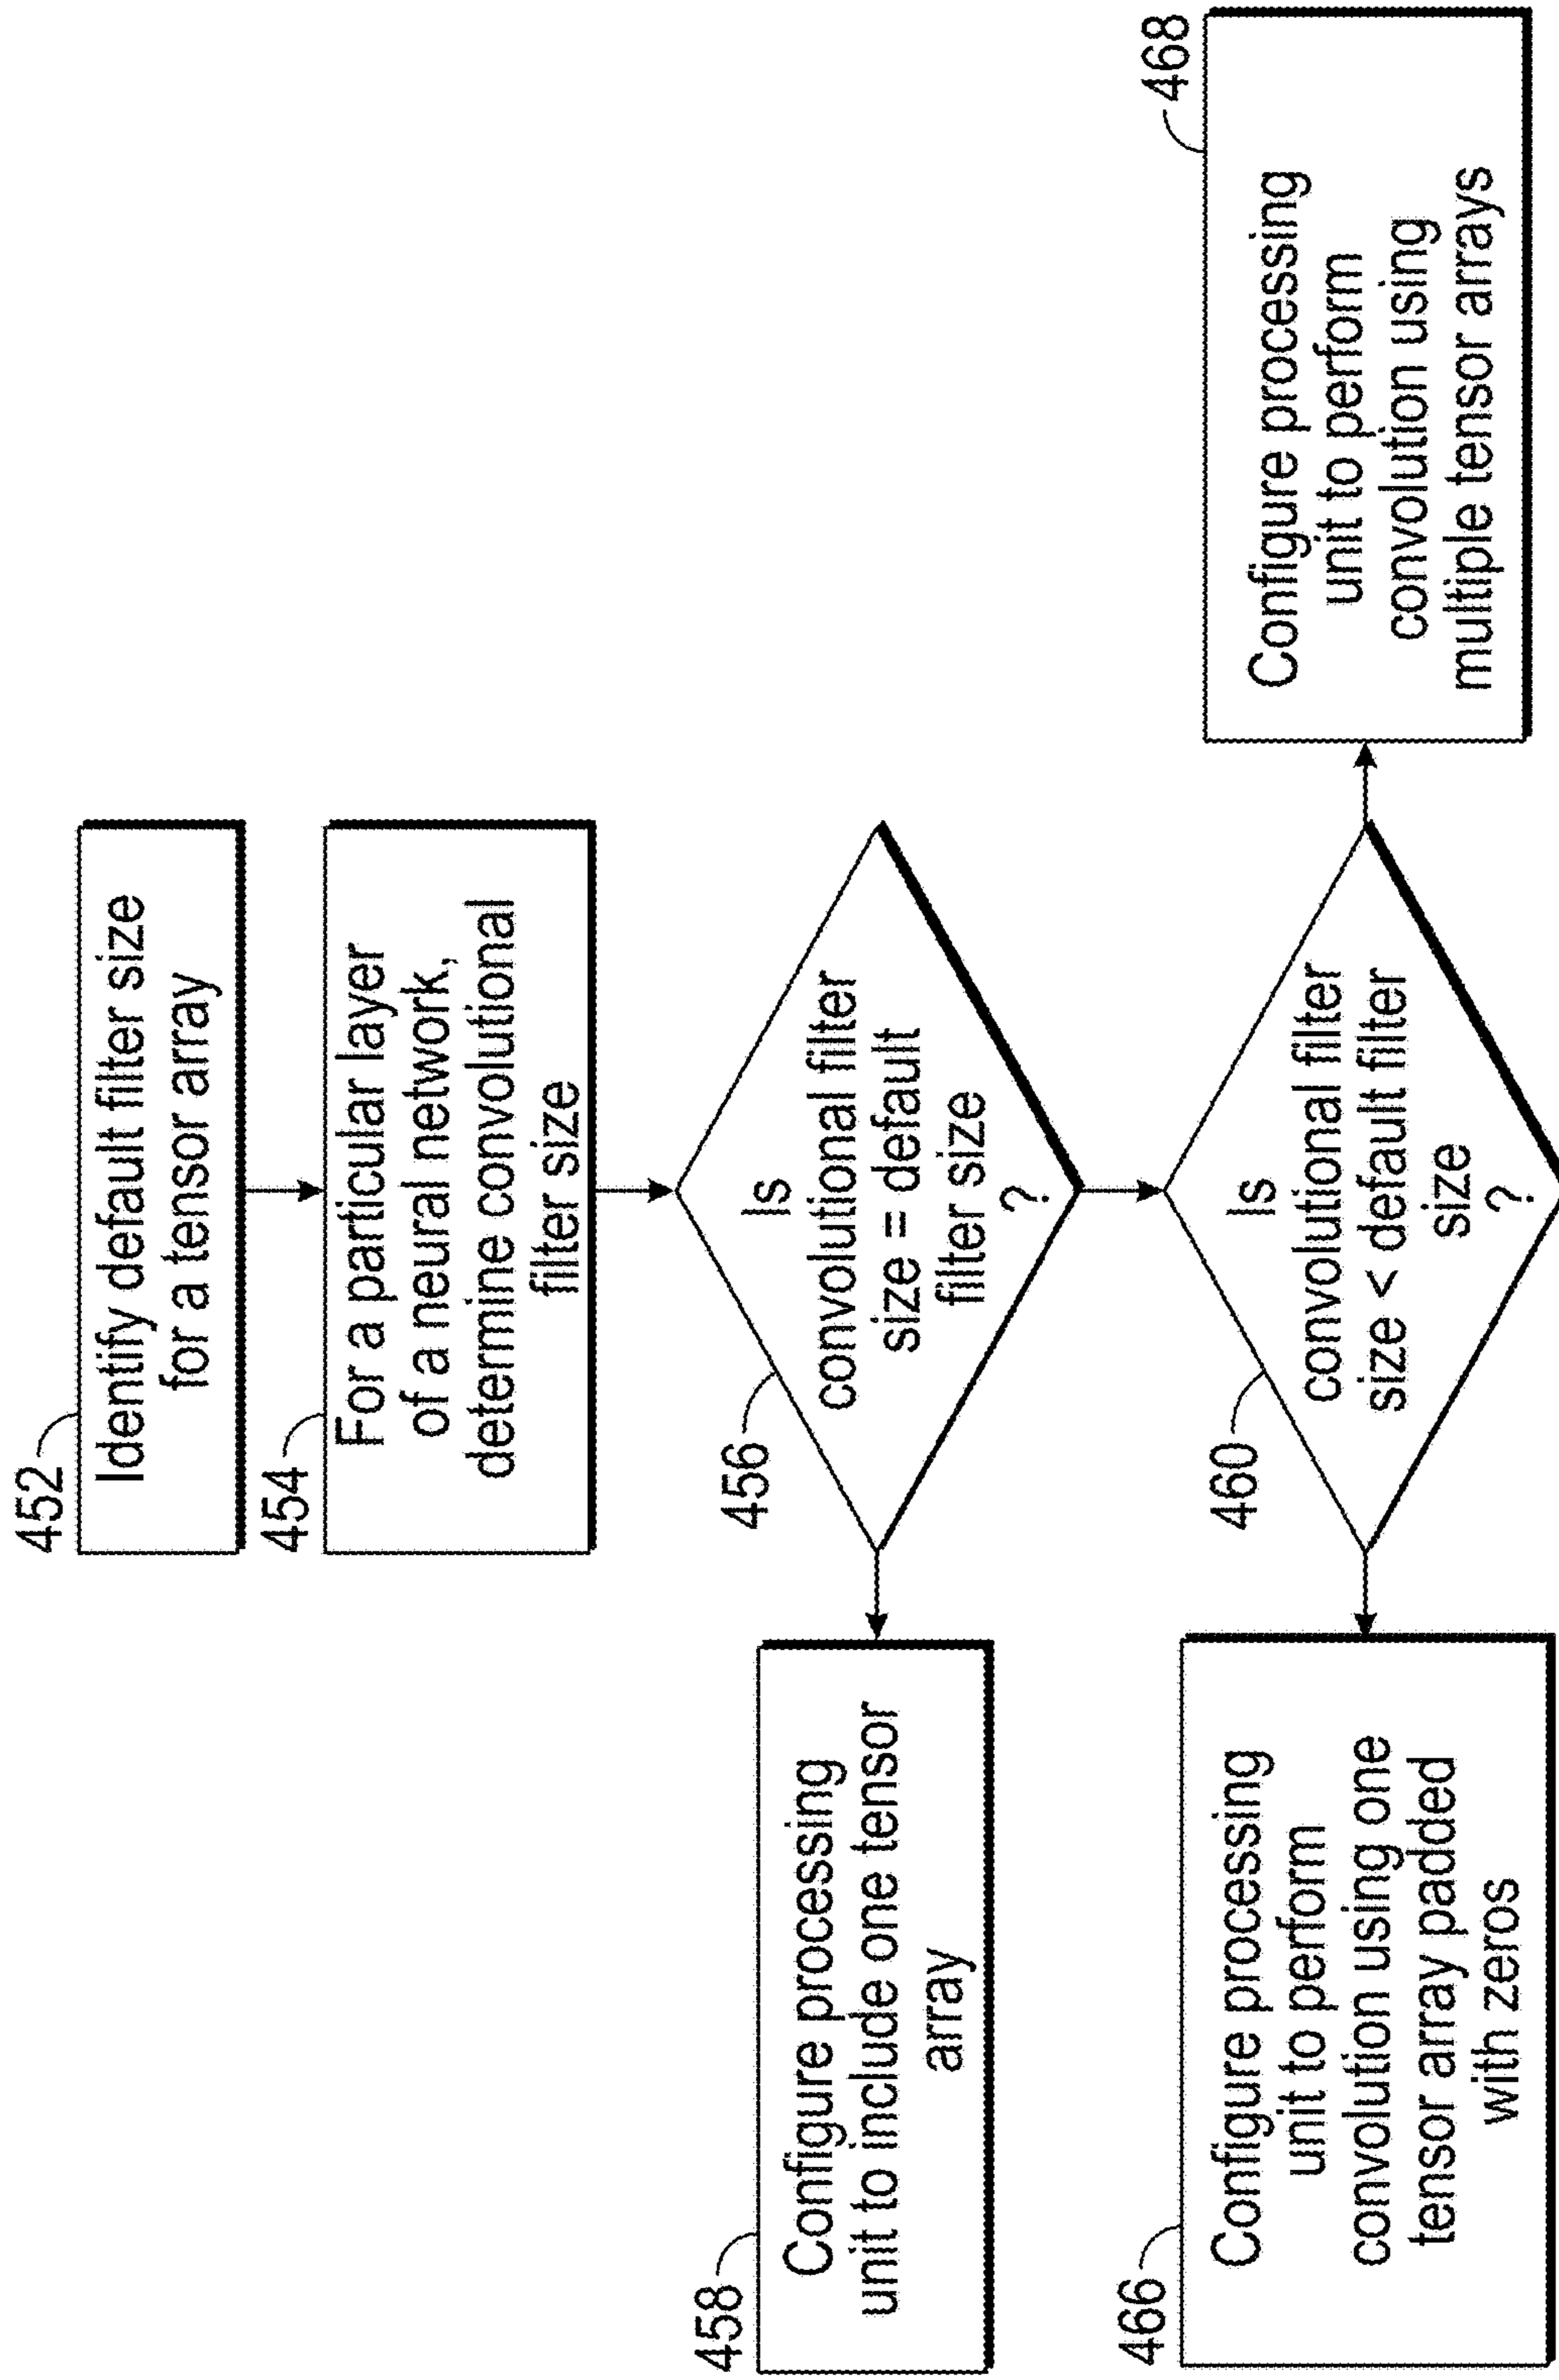 452
Identify default filter size
for a tensor array
454
For a particular layer
of a neural network,
determine convolutional
filter size
456
Is
convolutional filter
size = default
filter size
?
458
Configure processing
unit to include one tensor
array
460
Is
convolutional filter
size < default filter
size
?
466
Configure processing
unit to perform
convolution using one
tensor array padded
with zeros
468
Configure processing
unit to perform
convolution using
multiple tensor arrays